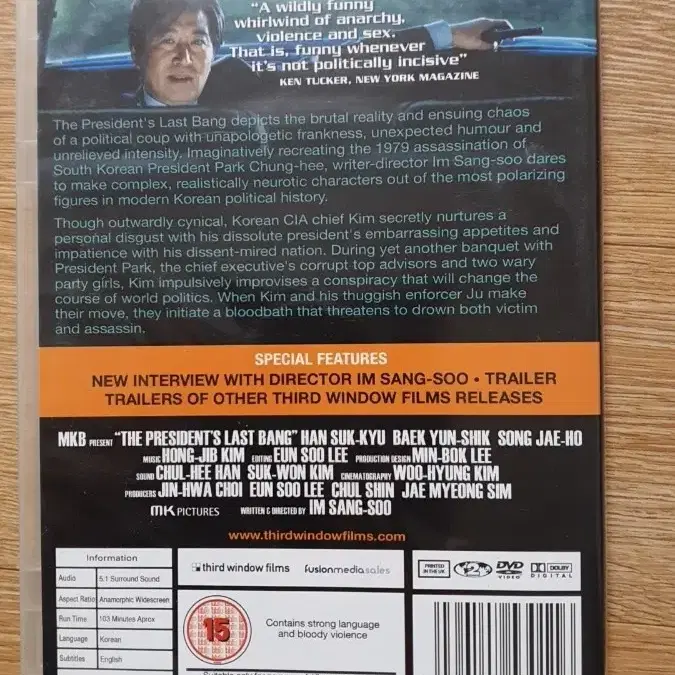 "A wildly funny
whirlwind of anarchy,
violence and sex.
That is, funny whenever
it's not politically incisive"
KEN TUCKER, NEW YORK MAGAZINE
The President's Last Bang depicts the brutal reality and ensuing chaos
of a political coup with unapologetic frankness, unexpected humour and
unrelieved intensity. Imaginatively recreating the 1979 assassination of
South Korean President Park Chung-hee, writer-director Im Sang-soo dares
to make complex, realistically neurotic characters out of the most polarizing
figures in modern Korean political history.
Though outwardly cynical, Korean CIA chief Kim secretly nurtures a
personal disgust with his dissolute president's embarrassing appetites and
impatience with his dissent-mired nation. During yet another banquet with
President Park, the chief executive's corrupt top advisors and two wary
party girls, Kim impulsively improvises a conspiracy that will change the
course of world politics. When Kim and his thuggish enforcer Ju make
their move, they initiate a bloodbath that threatens to drown both victim
and assassin.
SPECIAL FEATURES
NEW INTERVIEW WITH DIRECTOR IM SANG-SOO • TRAILER
TRAILERS OF OTHER THIRD WINDOW FILMS RELEASES
MKB PRESENT "THE PRESIDENT'S LAST BANG" HAN SUK-KYU BAEK YUN-SHIK SONG JAE-HO
MUSIC HONG-JIB KIM EDITING EUN SOO LEE PRODUCTION DESIGN MIN-BOK LEE
SOUND CHUL-HEE HAN SUK-WON KIM CINEMATOGRAPHY WOO-HYUNG KIM
PRODUCERS JIN-HWA CHOI EUN SOO LEE CHUL SHIN JAE MYEONG SIM
MK PICTURES WRITTEN & DIRECTED BY IM SANG-SOO
www.thirdwindowfilms.com
Information
Audio 5.1 Surround Sound
Aspect Ratio Anamorphic Widescreen
Run Time 103 Minutes Aprox
Language Korean
Subtitles English
third window films fusionmediasales
15
Contains strong language
and bloody violence
PRINTED
IN THE UK
2
DVD
VIDEO
DOLBY
DIGITAL